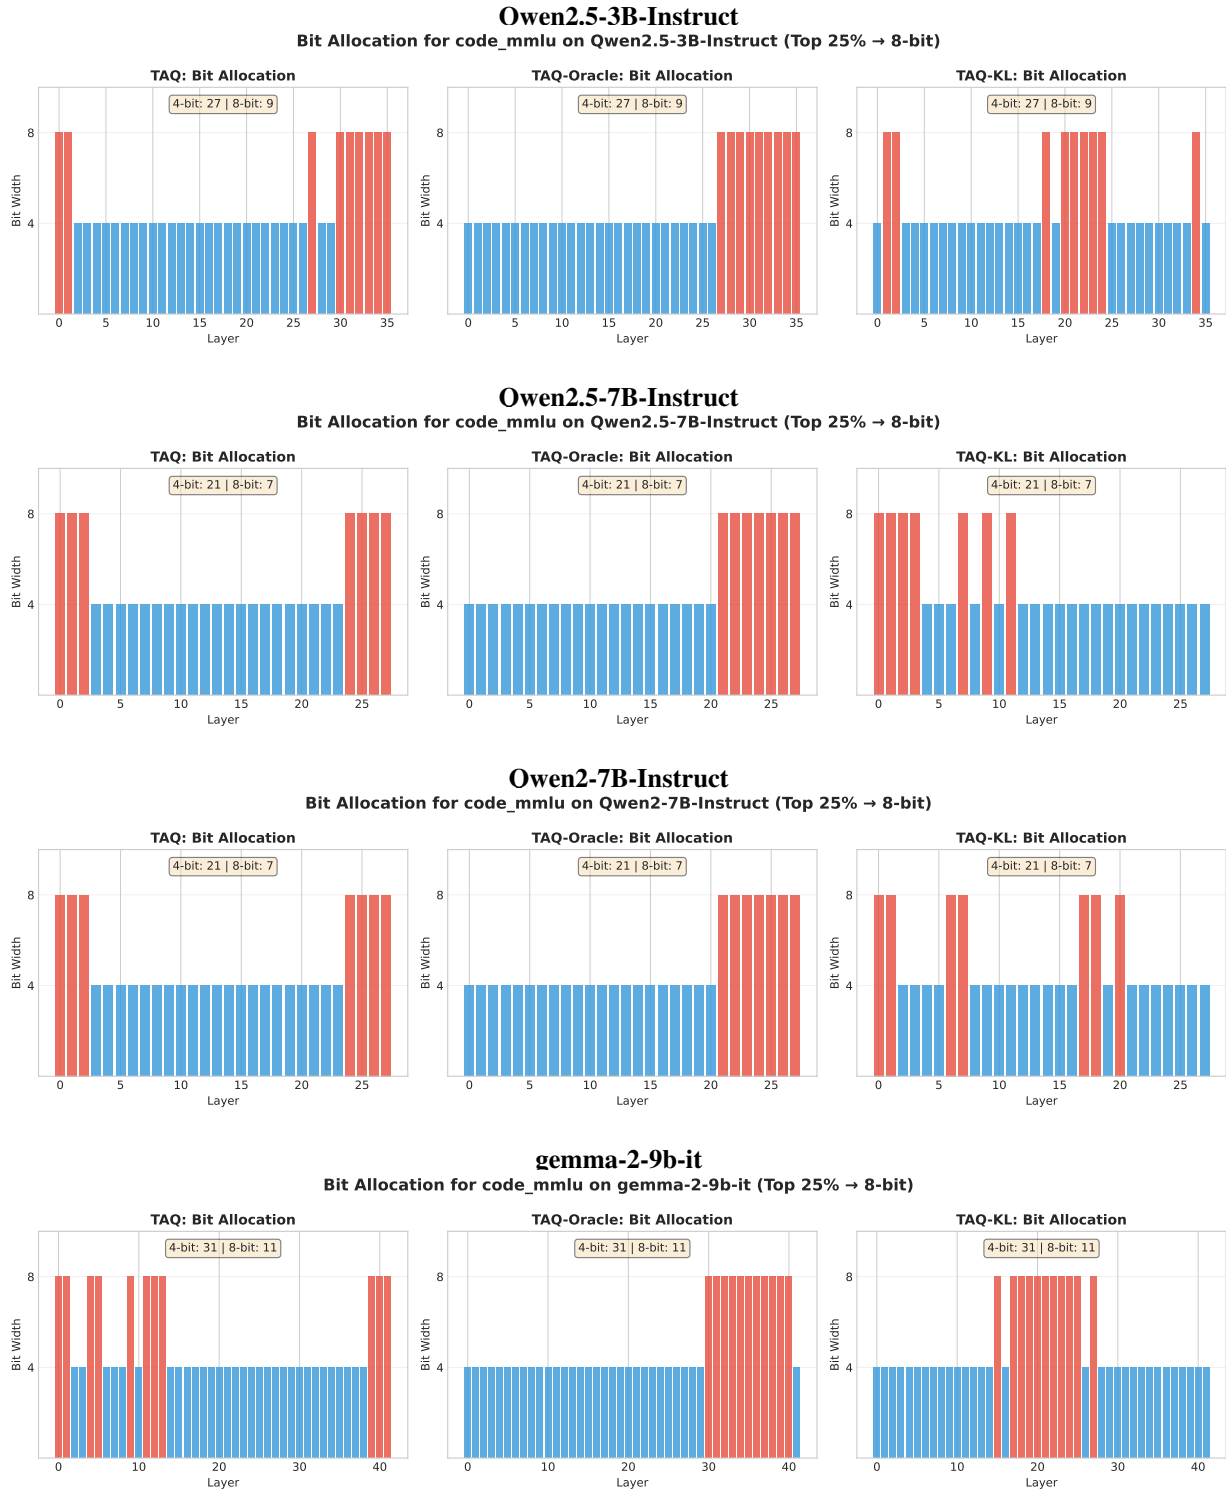 Qwen2.5-3B-Instruct
Bit Allocation for code_mmlu on Qwen2.5-3B-Instruct (Top 25% → 8-bit)
TAQ: Bit Allocation
TAQ-Oracle: Bit Allocation
TAQ-KL: Bit Allocation
4-bit: 27 | 8-bit: 9
4-bit: 27 | 8-bit: 9
4-bit: 27 | 8-bit: 9
8
4
Bit Width
Bit Width
8
4
Bit Width
8
4
0 5 10 15 20 25 30 35
0 5 10 15 20 25 30 35
0 5 10 15 20 25 30 35
Layer
Layer
Layer
Qwen2.5-7B-Instruct
Bit Allocation for code_mmlu on Qwen2.5-7B-Instruct (Top 25% → 8-bit)
TAQ: Bit Allocation
TAQ-Oracle: Bit Allocation
TAQ-KL: Bit Allocation
4-bit: 21 | 8-bit: 7
4-bit: 21 | 8-bit: 7
4-bit: 21 | 8-bit: 7
8
4
Bit Width
8
4
Bit Width
8
4
Bit Width
0 5 10 15 20 25
0 5 10 15 20 25
0 5 10 15 20 25
Layer
Layer
Layer
Qwen2-7B-Instruct
Bit Allocation for code_mmlu on Qwen2-7B-Instruct (Top 25% → 8-bit)
TAQ: Bit Allocation
TAQ-Oracle: Bit Allocation
TAQ-KL: Bit Allocation
4-bit: 21 | 8-bit: 7
4-bit: 21 | 8-bit: 7
4-bit: 21 | 8-bit: 7
8
4
Bit Width
8
4
Bit Width
8
4
Bit Width
0 5 10 15 20 25
0 5 10 15 20 25
0 5 10 15 20 25
Layer
Layer
Layer
gemma-2-9b-it
Bit Allocation for code_mmlu on gemma-2-9b-it (Top 25% → 8-bit)
TAQ: Bit Allocation
TAQ-Oracle: Bit Allocation
TAQ-KL: Bit Allocation
4-bit: 31 | 8-bit: 11
4-bit: 31 | 8-bit: 11
4-bit: 31 | 8-bit: 11
8
4
Bit Width
8
4
Bit Width
8
4
Bit Width
0 10 20 30 40
0 10 20 30 40
0 10 20 30 40
Layer
Layer
Layer